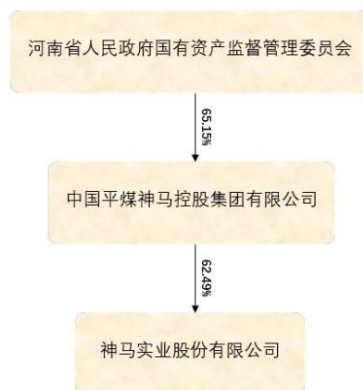 河南省人民政府国有资产监督管理委员会
65.15%
中国平煤神马控股集团有限公司
62.49%
神马实业股份有限公司